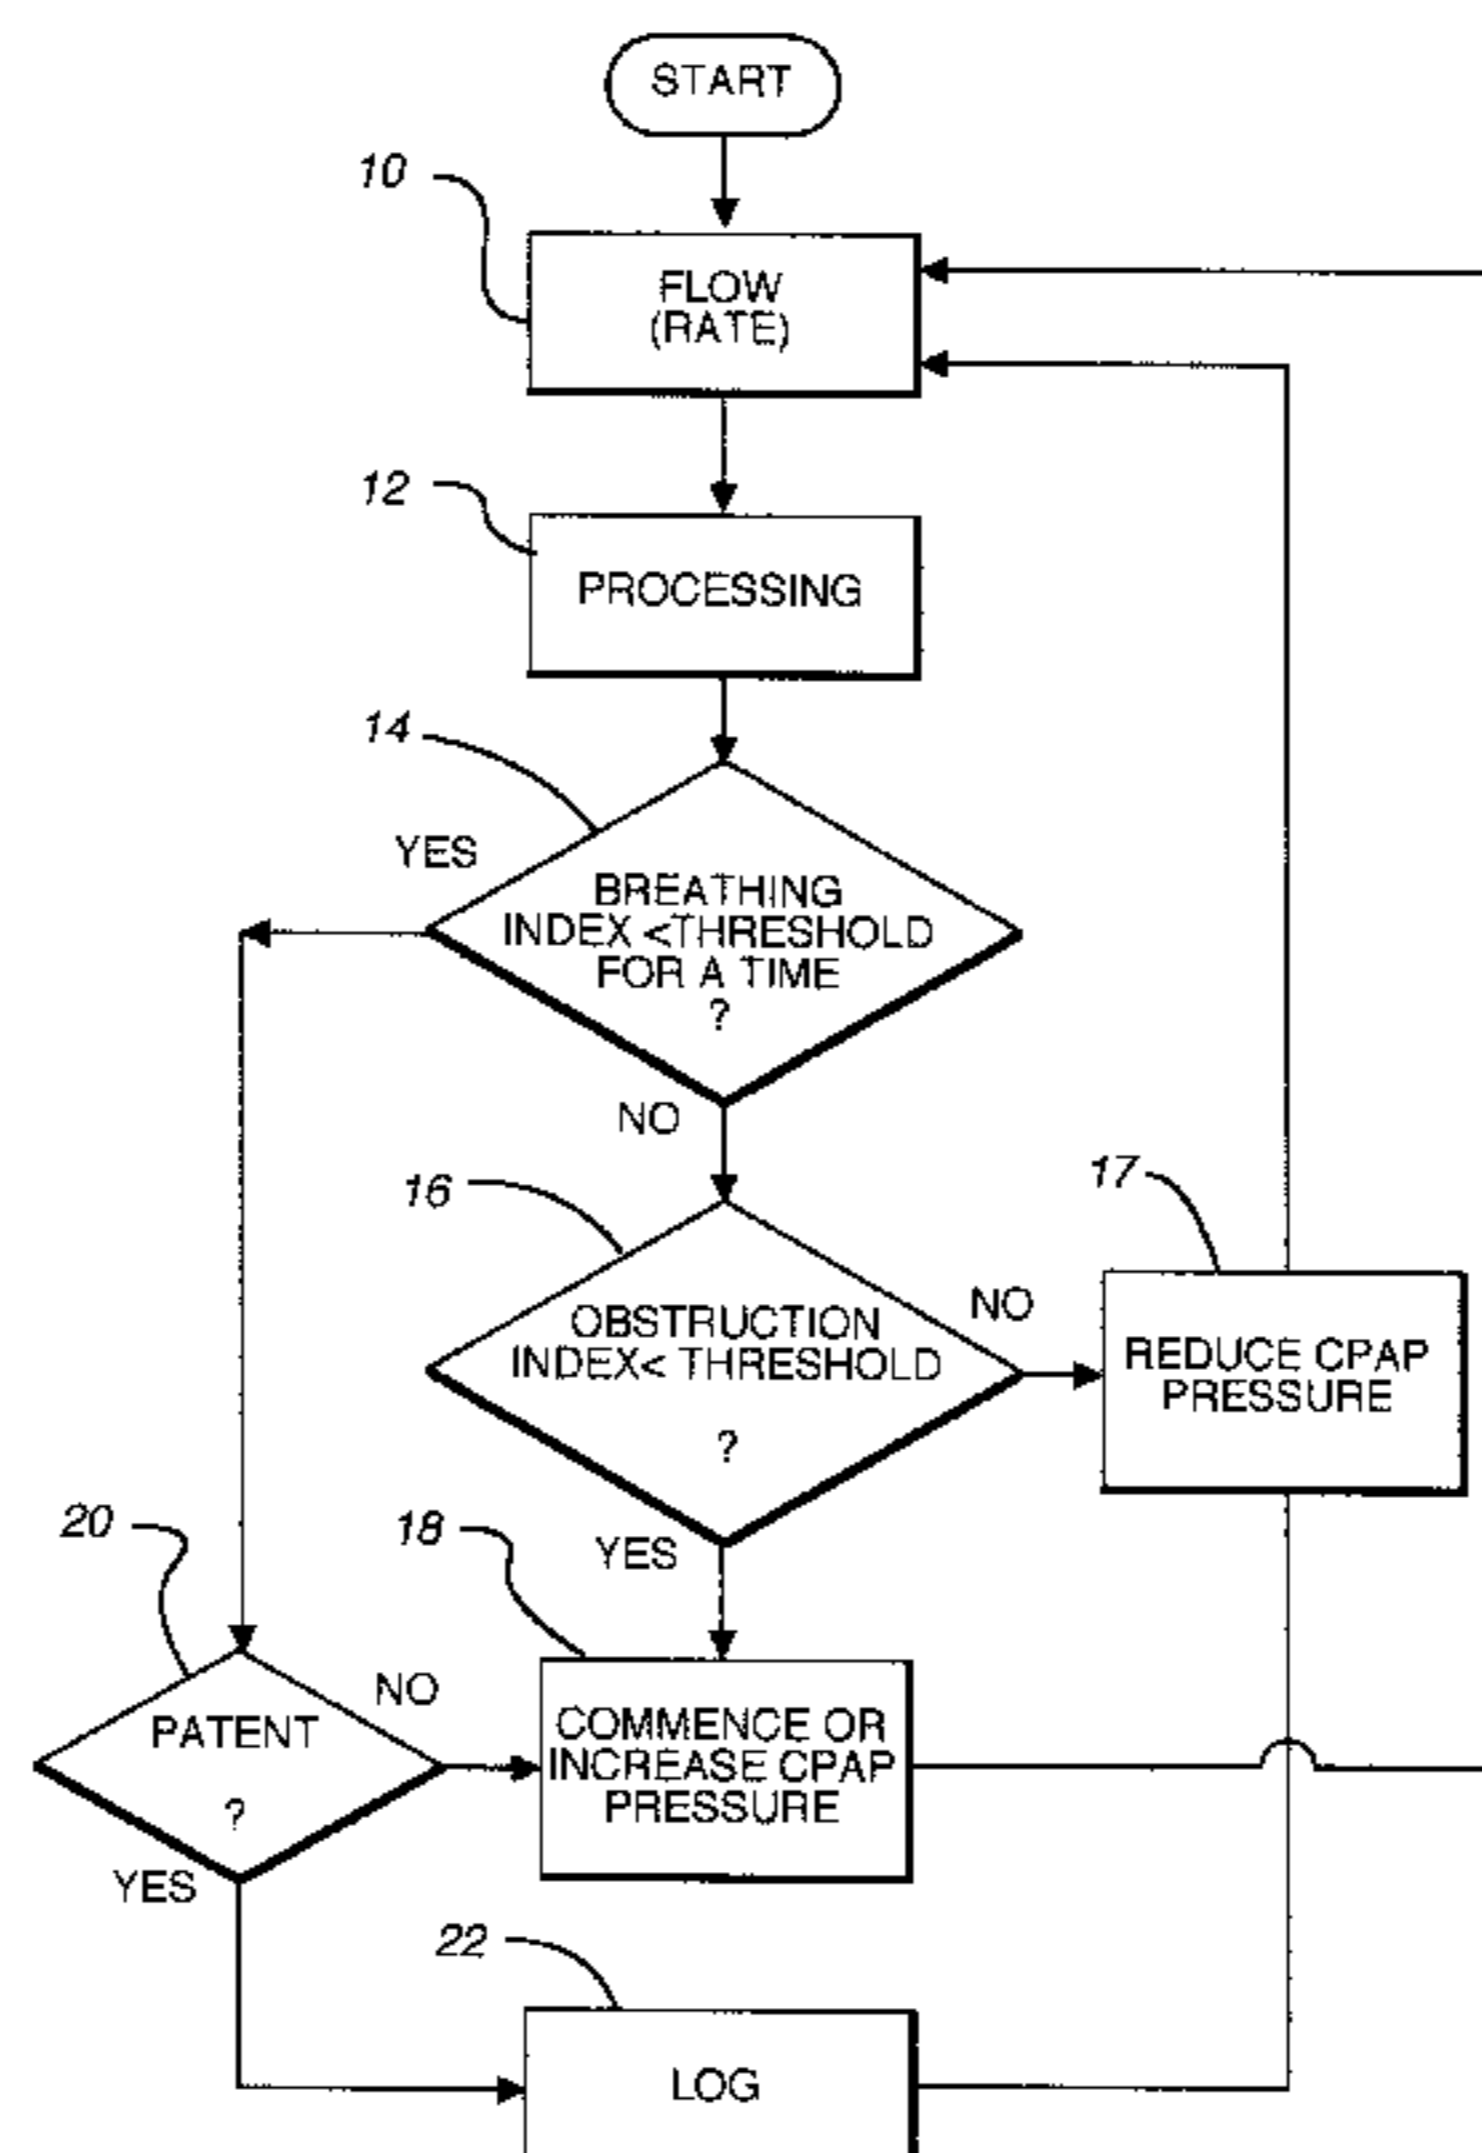 START
10
FLOW
(RATE)
12
PROCESSING
14
YES
BREATHING
INDEX <THRESHOLD
FOR A TIME
?
NO
16
17
OBSTRUCTION
INDEX< THRESHOLD
?
NO
REDUCE CPAP
PRESSURE
YES
20
18
PATENT
?
NO
COMMENCE OR
INCREASE CPAP
PRESSURE
YES
22
LOG